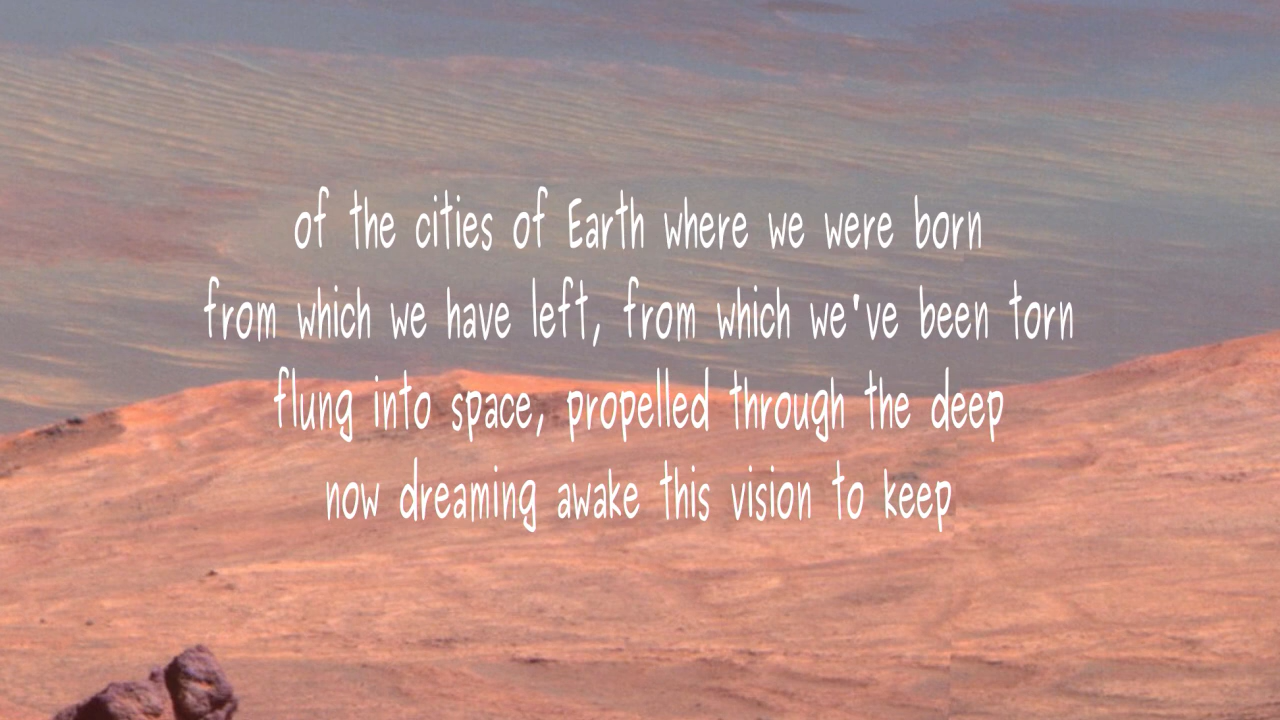 of the cities of Earth where we were born
from which we have left, from which we've been torn
flung into space, propelled through the deep
now dreaming awake this vision to keep